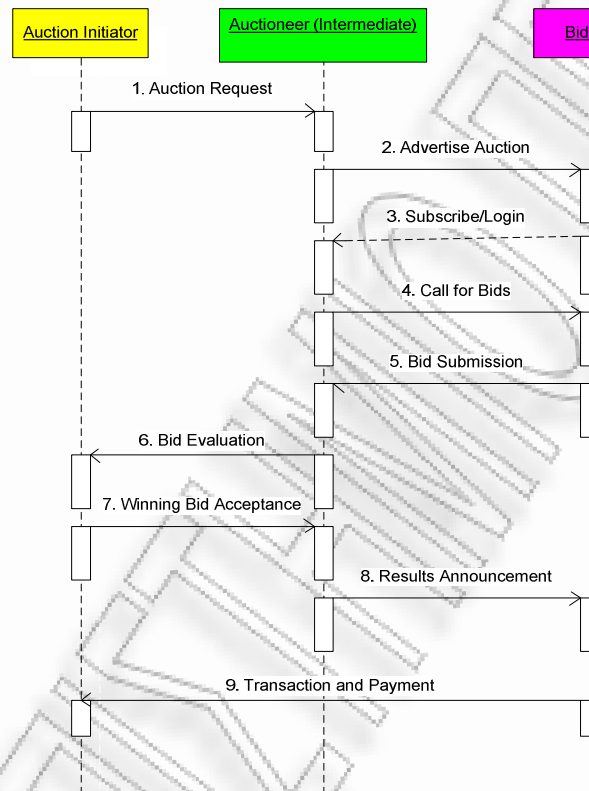 Auction Initiator
Auctioneer (Intermediate)
Bid
1. Auction Request
2. Advertise Auction
3. Subscribe/Login
4. Call for Bids
5. Bid Submission
6. Bid Evaluation
7. Winning Bid Acceptance
8. Results Announcement
9. Transaction and Payment